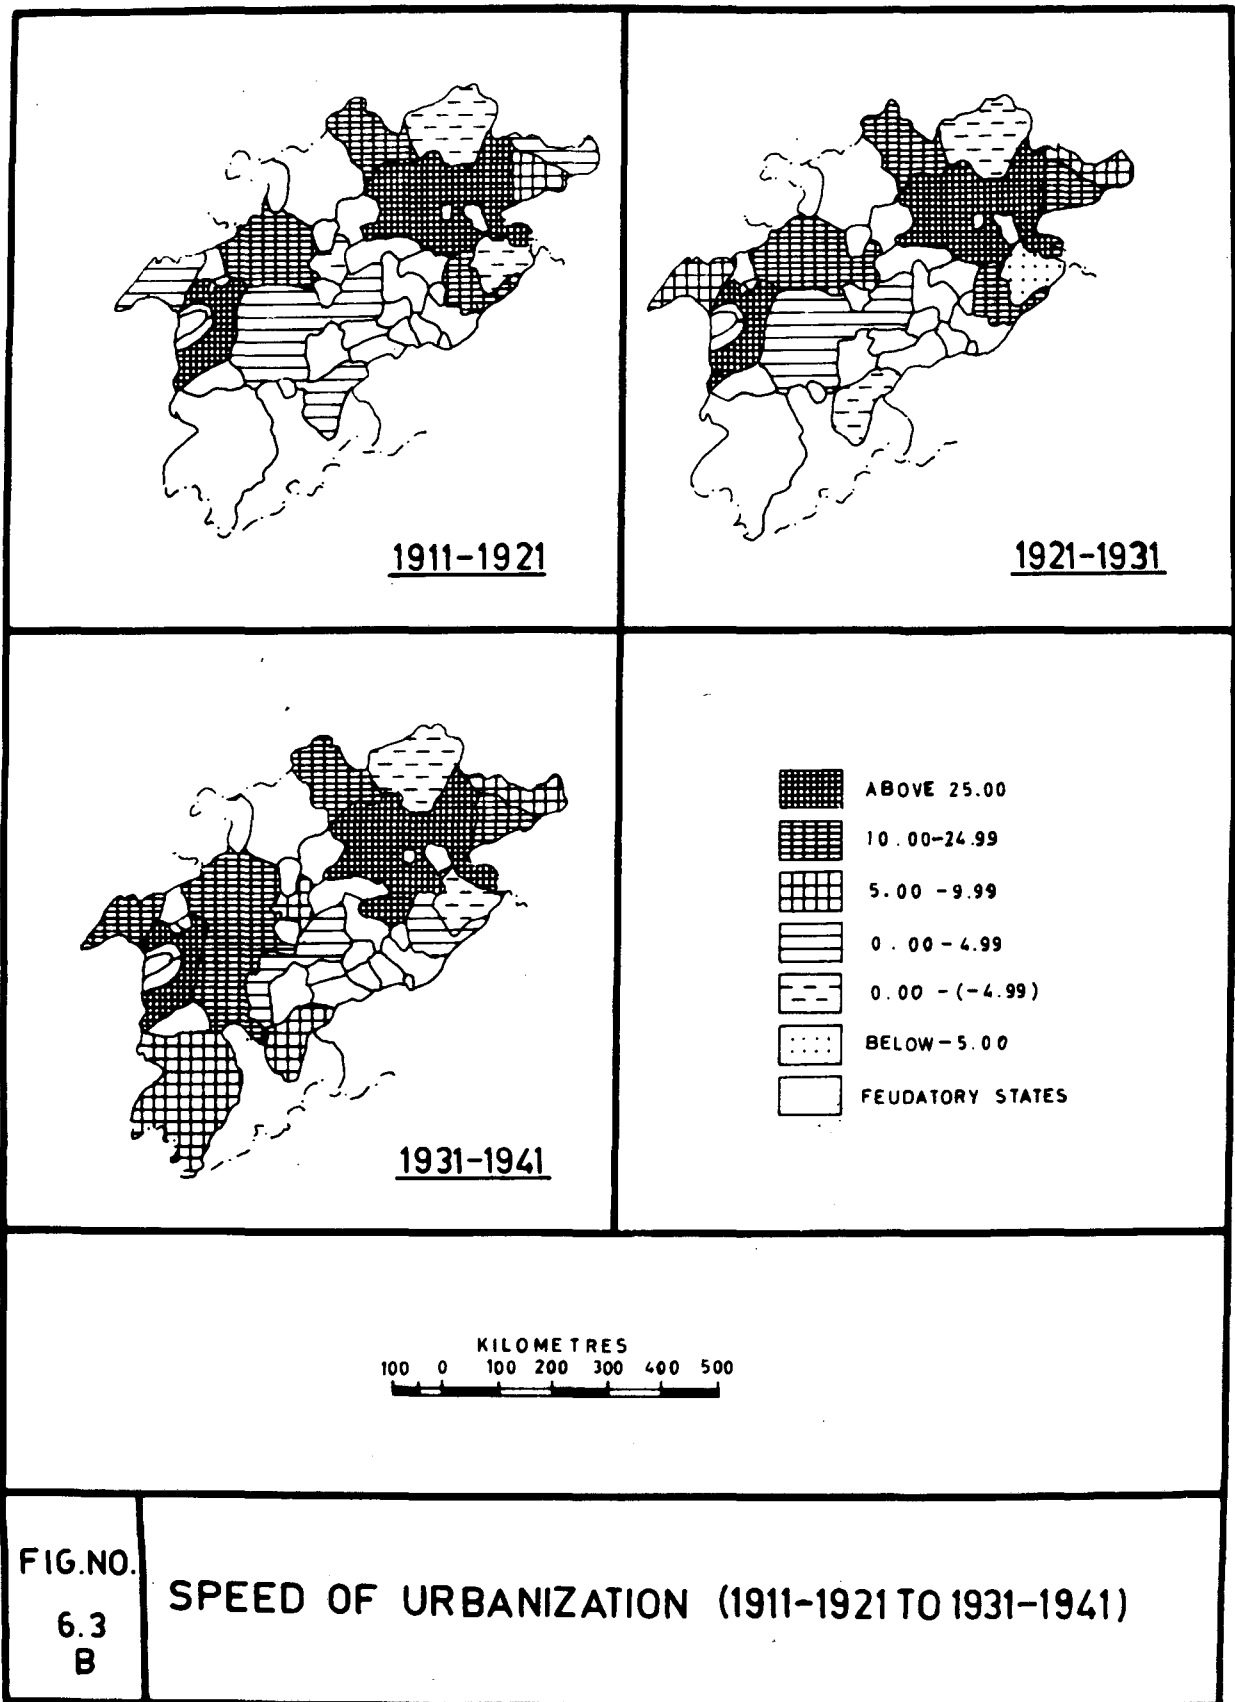 1911-1921
1921-1931
1931-1941
ABOVE 25.00
10.00-24.99
5.00 -9.99
0.00 - 4.99
0.00 - (-4.99)
BELOW-5.00
FEUDATORY STATES
KILOMETRES
100 0 100 200 300 400 500
FIG.NO.
6.3
B
SPEED OF URBANIZATION (1911-1921 TO 1931-1941)